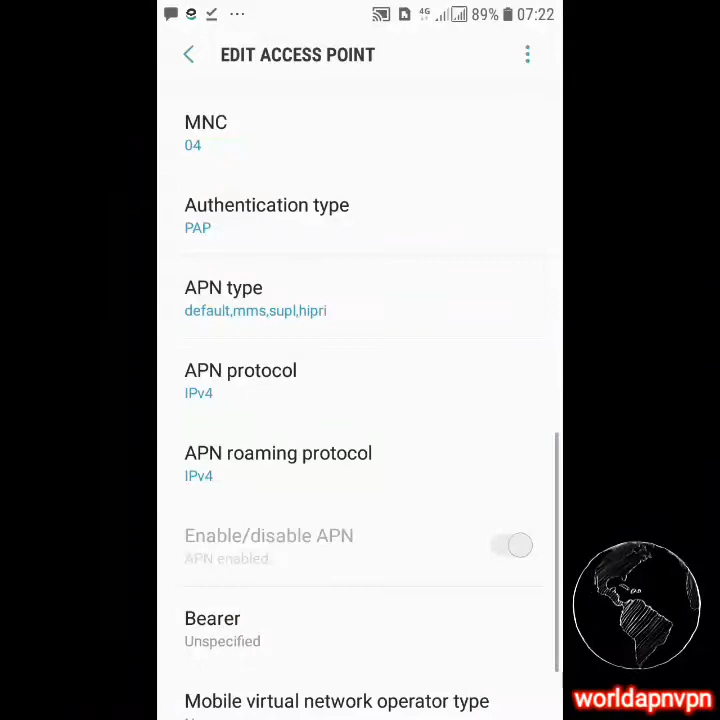 4G 89% 07:22
EDIT ACCESS POINT
MNC
04
Authentication type
PAP
APN type
default,mms,supl,hipri
APN protocol
IPv4
APN roaming protocol
IPv4
Enable/disable APN
APN enabled.
Bearer
Unspecified
Mobile virtual network operator type
worldapnvpn